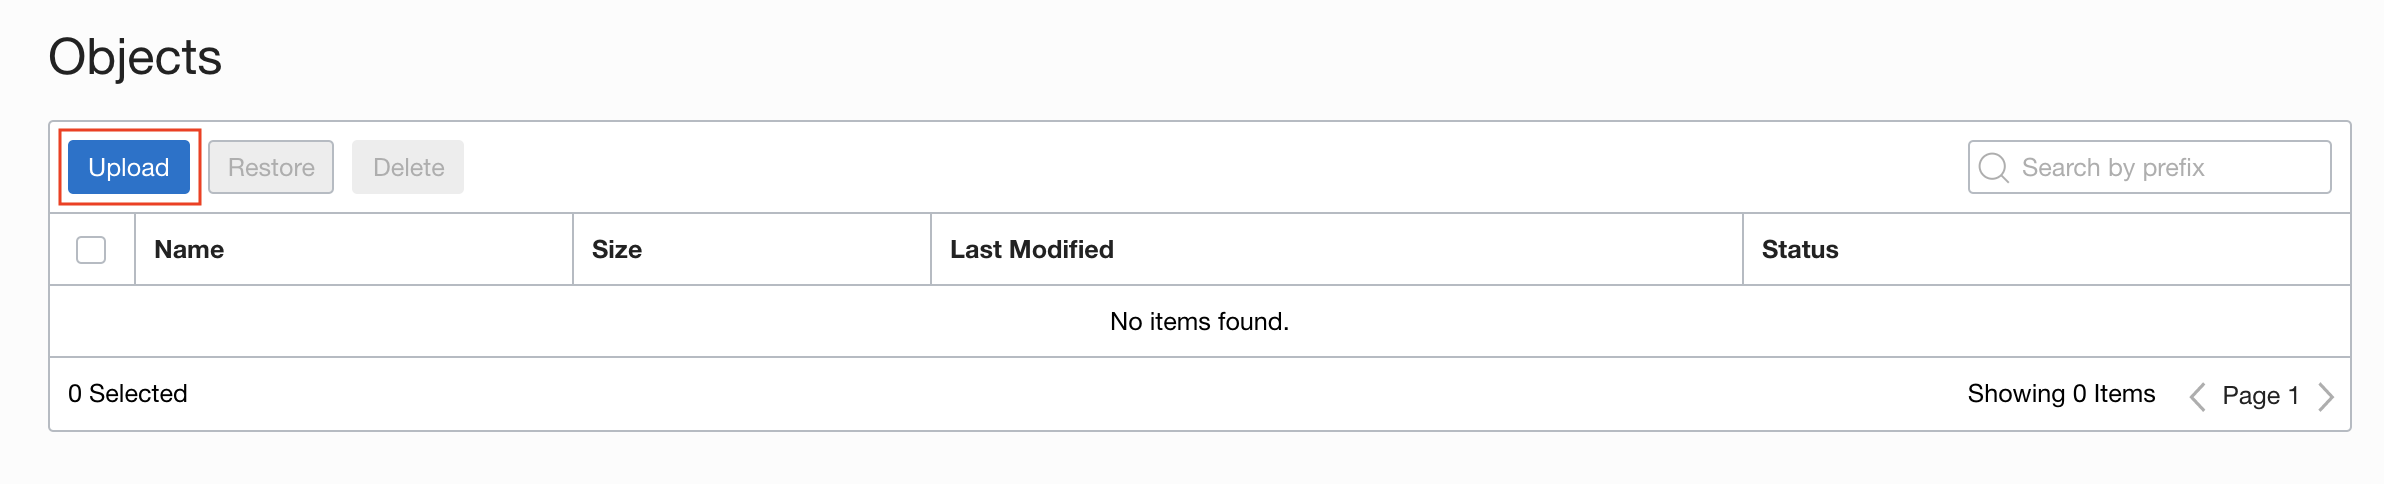 Objects
Upload Restore Delete Search by prefix
Name Size Last Modified Status
No items found.
0 Selected Showing 0 Items Page 1